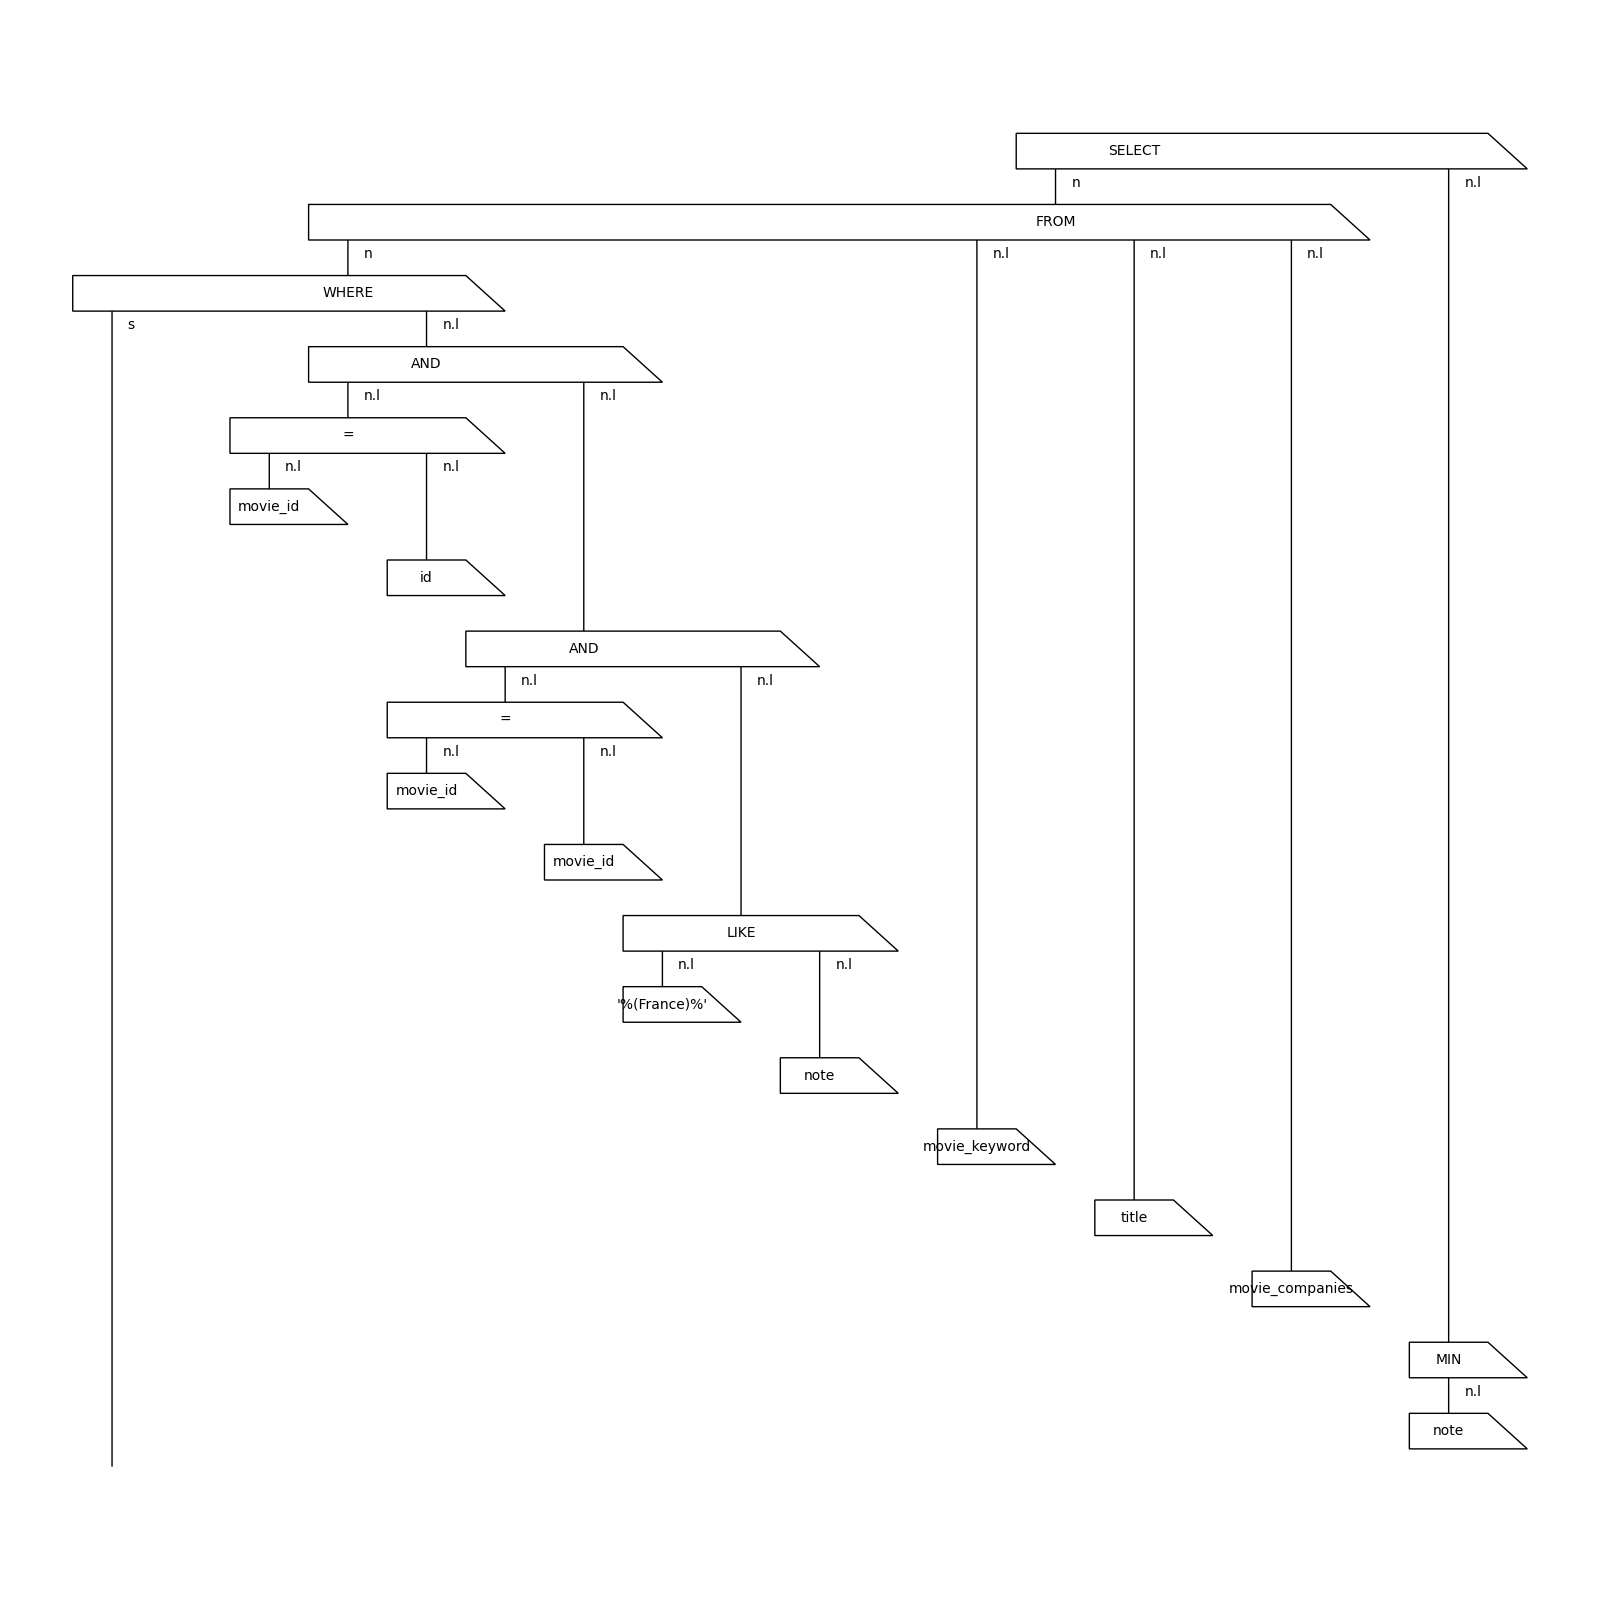 SELECT
n n.l
FROM
n n.l n.l n.l
WHERE
s n.l
AND
n.l n.l
=
n.l n.l
movie_id
id
AND
n.l n.l
=
n.l n.l
movie_id
movie_id
LIKE
n.l n.l
'%(France)%'
note
movie_keyword
title
movie_companies
MIN
n.l
note